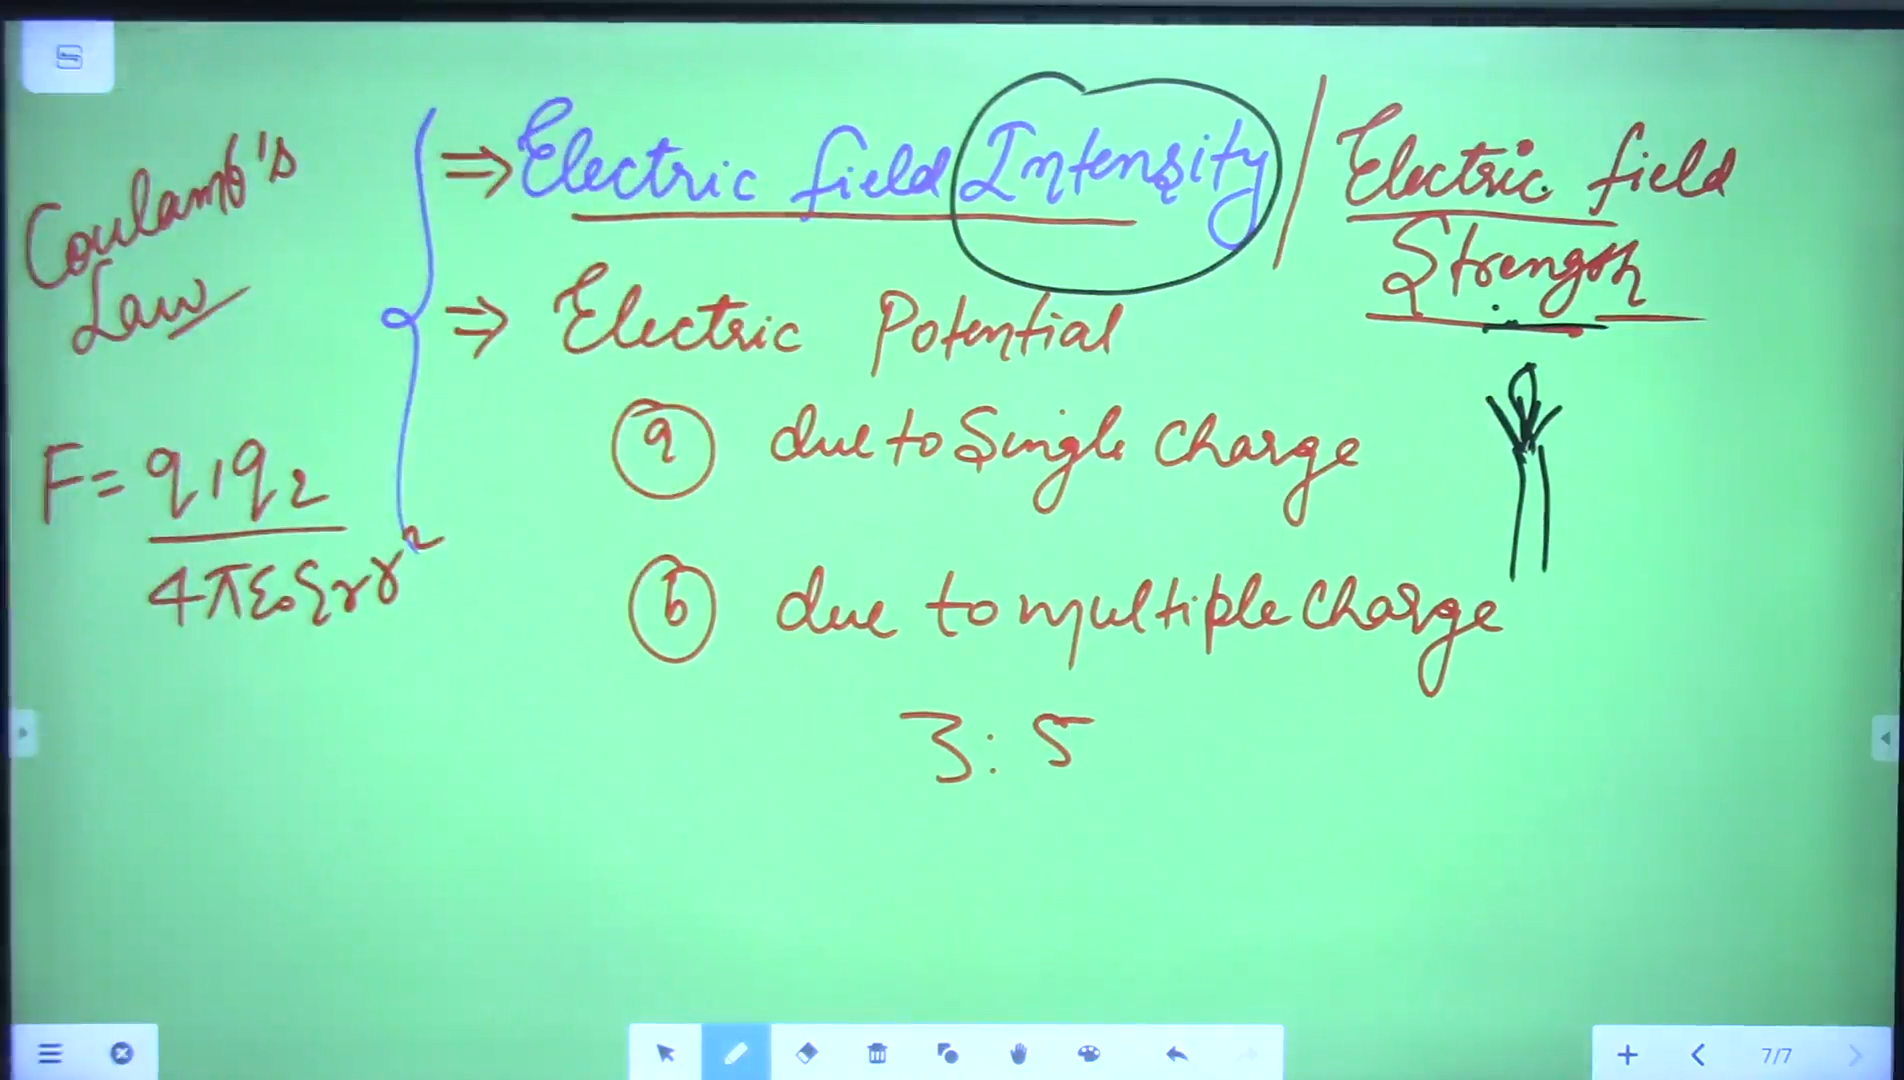 Coulamb's
Law
F = q1q2
4πε₀εrr²
⇒ Electric field Intensity / Electric field
Strength
⇒ Electric Potential
a due to Single Charge
b due to multiple Charge
3:5
7/7